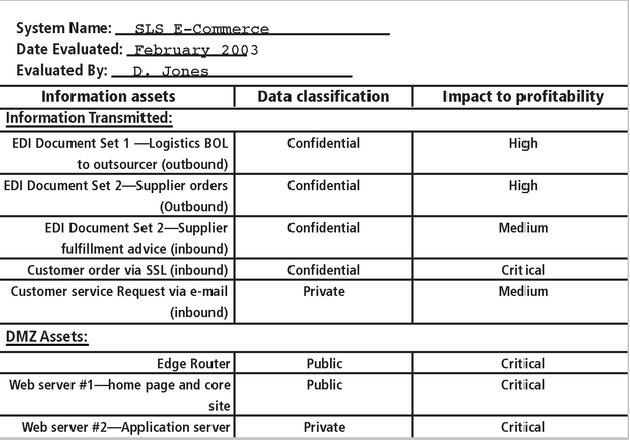 System Name: SLS E-Commerce
Date Evaluated: February 2003
Evaluated By: D. Jones
Information assets Data classification Impact to profitability
Information Transmitted:
EDI Document Set 1 —Logistics BOL Confidential High
to outsourcer (outbound)
EDI Document Set 2—Supplier orders Confidential High
(Outbound)
EDI Document Set 2—Supplier Confidential Medium
fulfillment advice (inbound)
Customer order via SSL (inbound) Confidential Critical
Customer service Request via e-mail Private Medium
(inbound)
DMZ Assets:
Edge Router Public Critical
Web server #1—home page and core Public Critical
site
Web server #2—Application server Private Critical